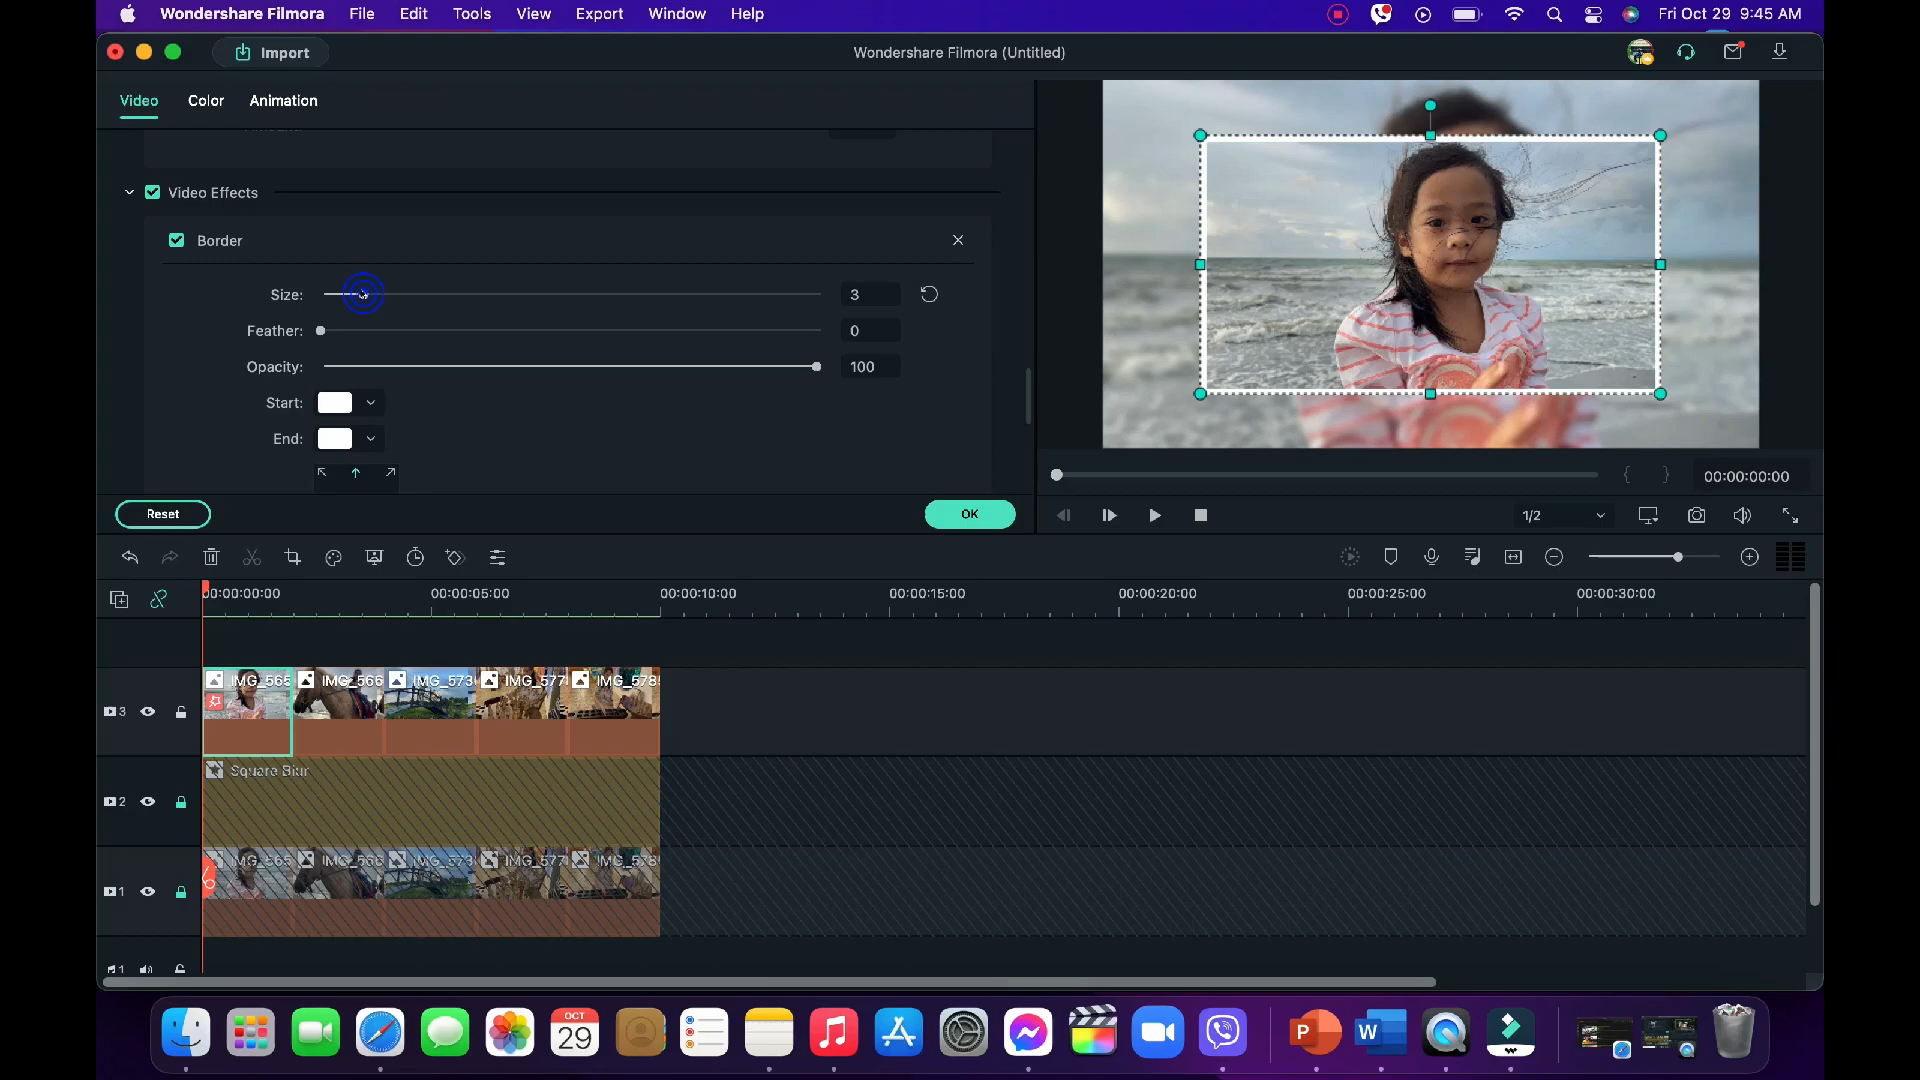 Wondershare Filmora File Edit Tools View Export Window Help Fri Oct 29 9:45 AM
Import Wondershare Filmora (Untitled)
Video Color Animation
Video Effects
Border
Size: 3
Feather: 0
Opacity: 100
Start:
End:
Reset OK
00:00:00:00
1/2
00:00:00:00 00:00:05:00 00:00:10:00 00:00:15:00 00:00:20:00 00:00:25:00 00:00:30:00
IMG_565 IMG_566 IMG_573 IMG_577 IMG_578
3
Square Blur
2
IMG_565 IMG_566 IMG_573 IMG_577 IMG_578
1
1
OCT
29
P
W